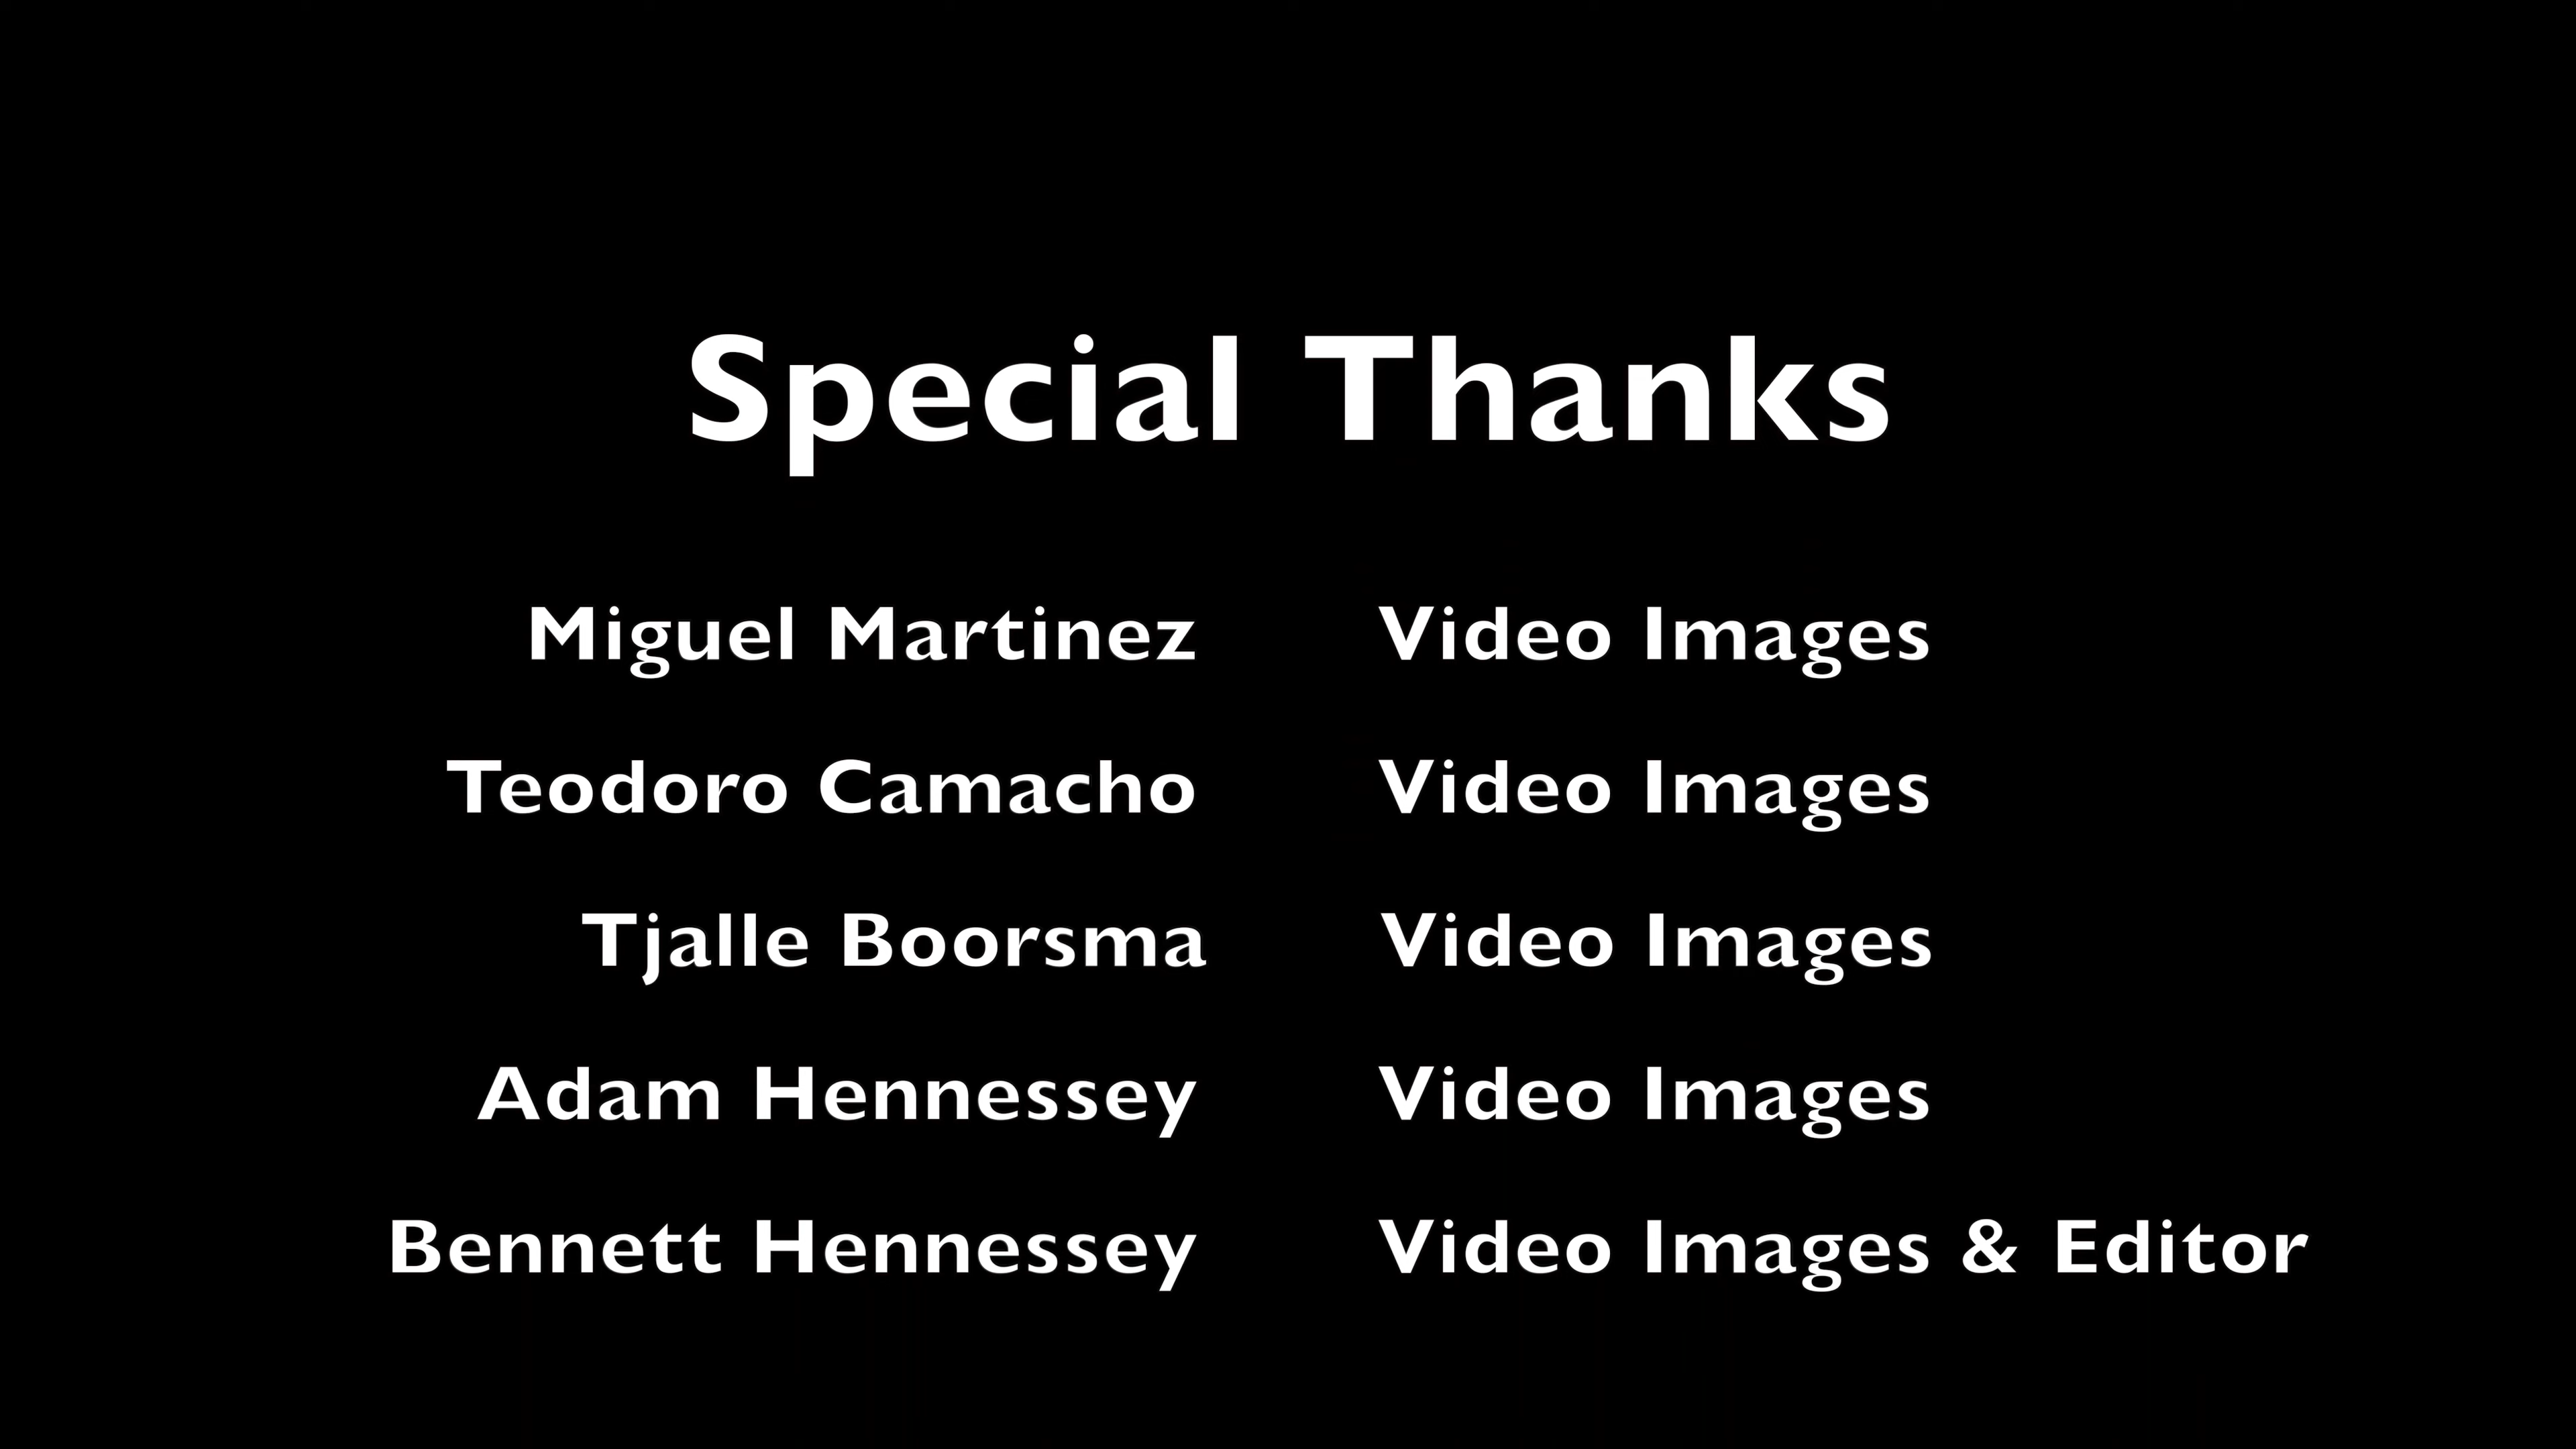 Special Thanks
Miguel Martinez Video Images
Teodoro Camacho Video Images
Tjalle Boorsma Video Images
Adam Hennessey Video Images
Bennett Hennessey Video Images & Editor